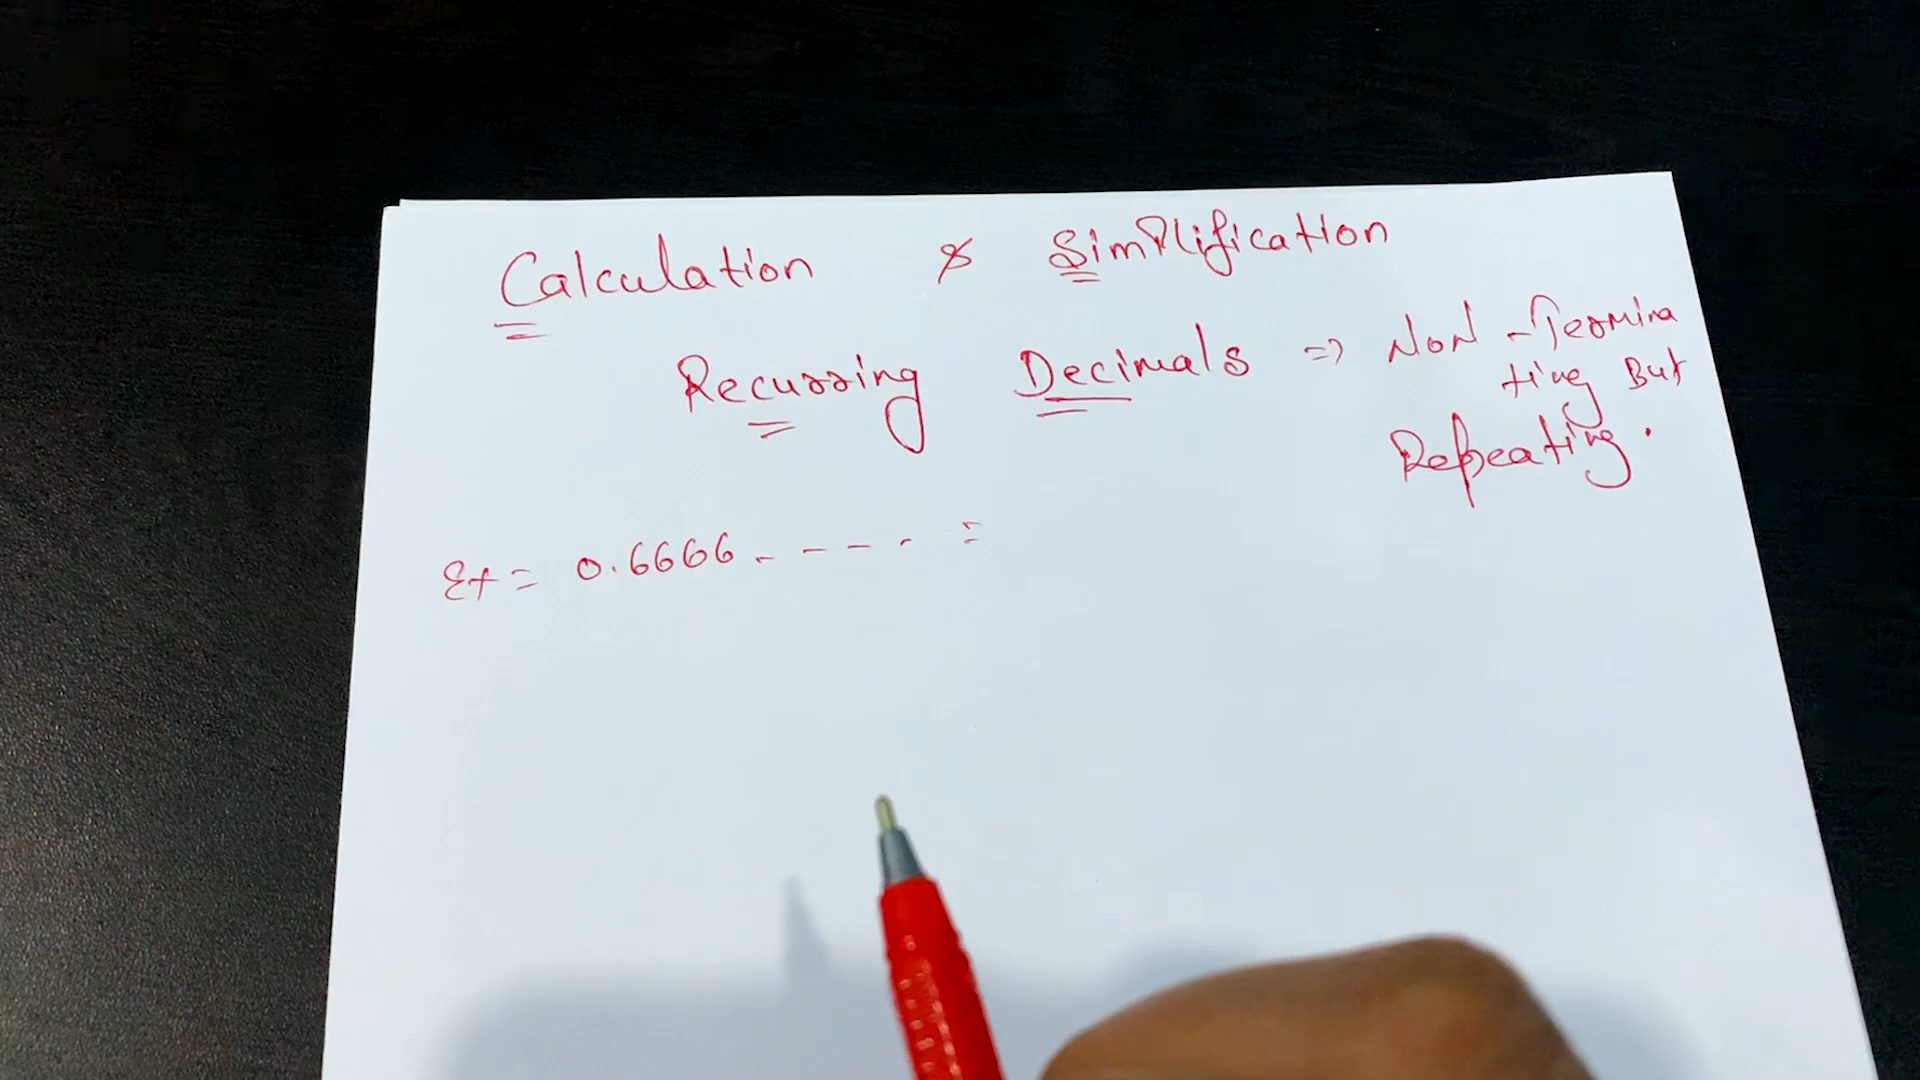 Calculation & Simplification
Recurring Decimals => Non-Termina
ting But
Repeating.
Ex = 0.6666 - - - - . =